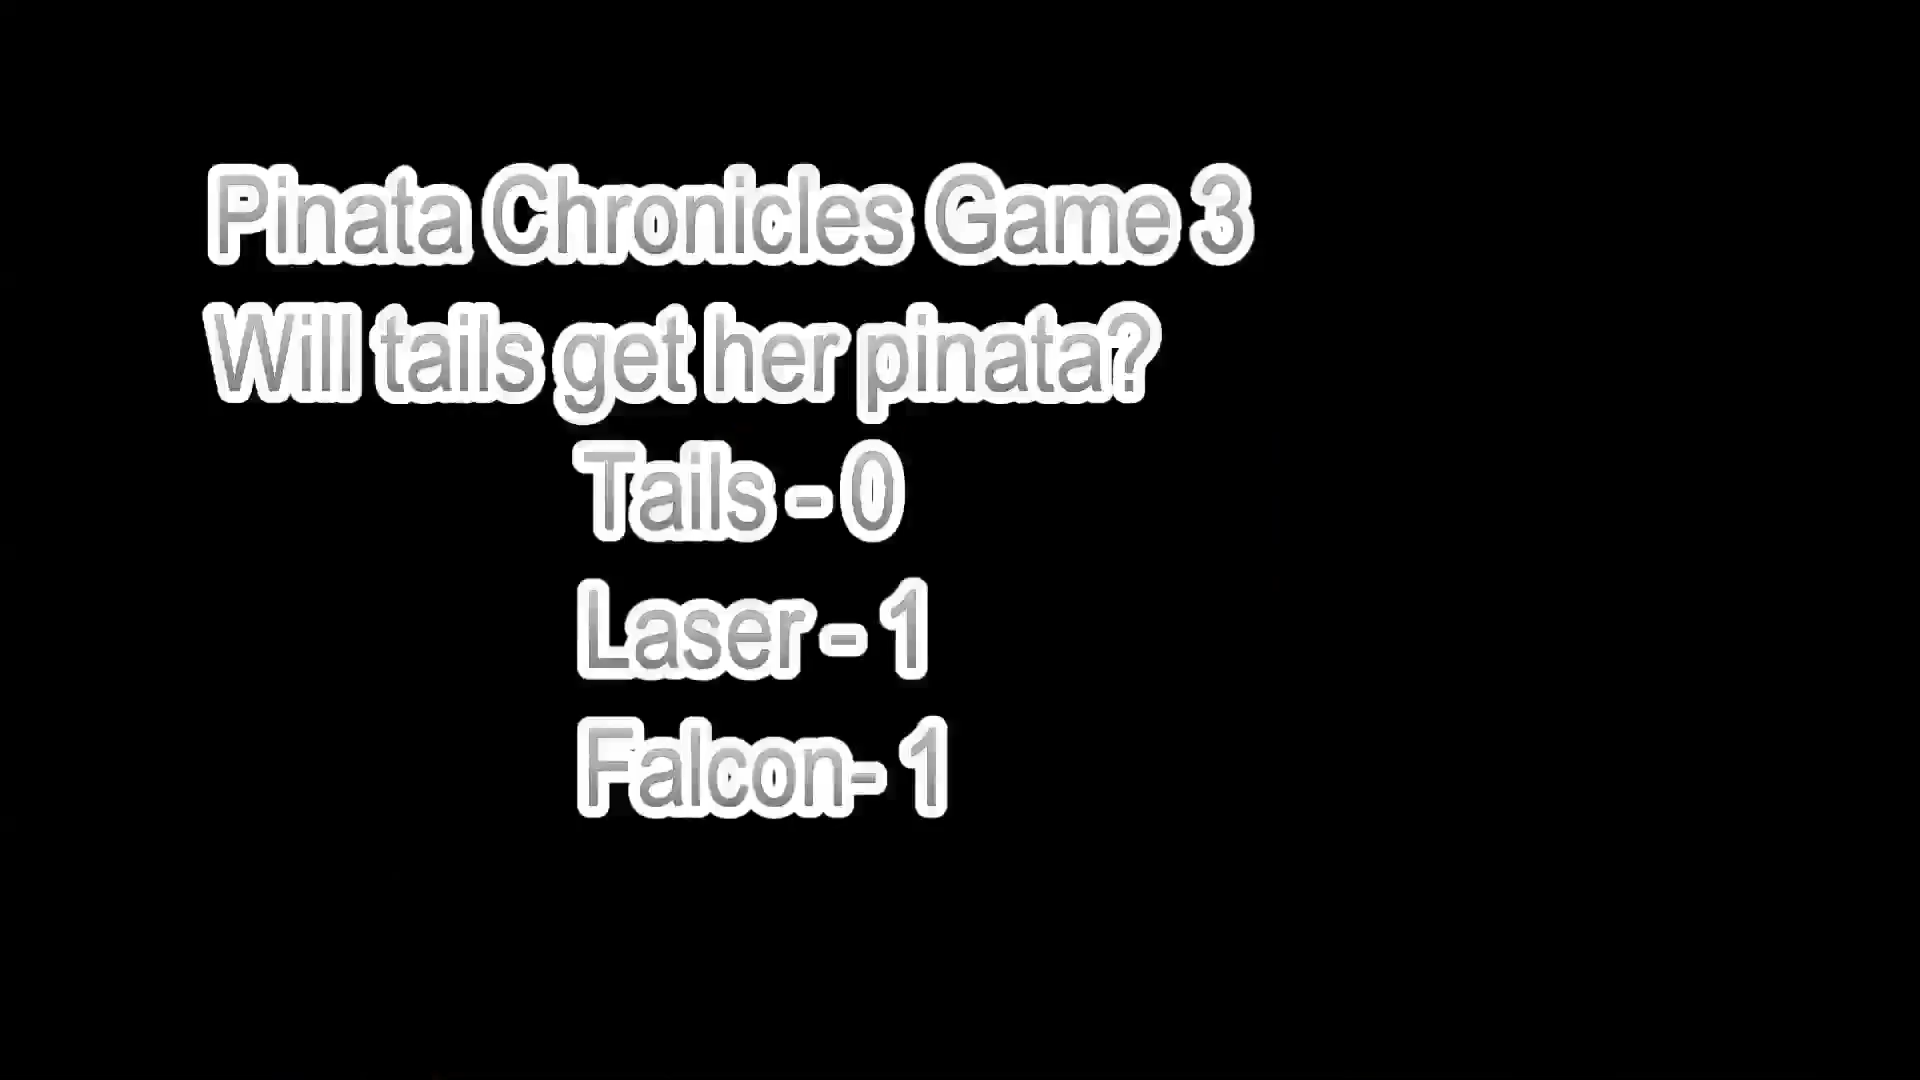 Pinata Chronicles Game 3
Will tails get her pinata?
Tails - 0
Laser - 1
Falcon- 1